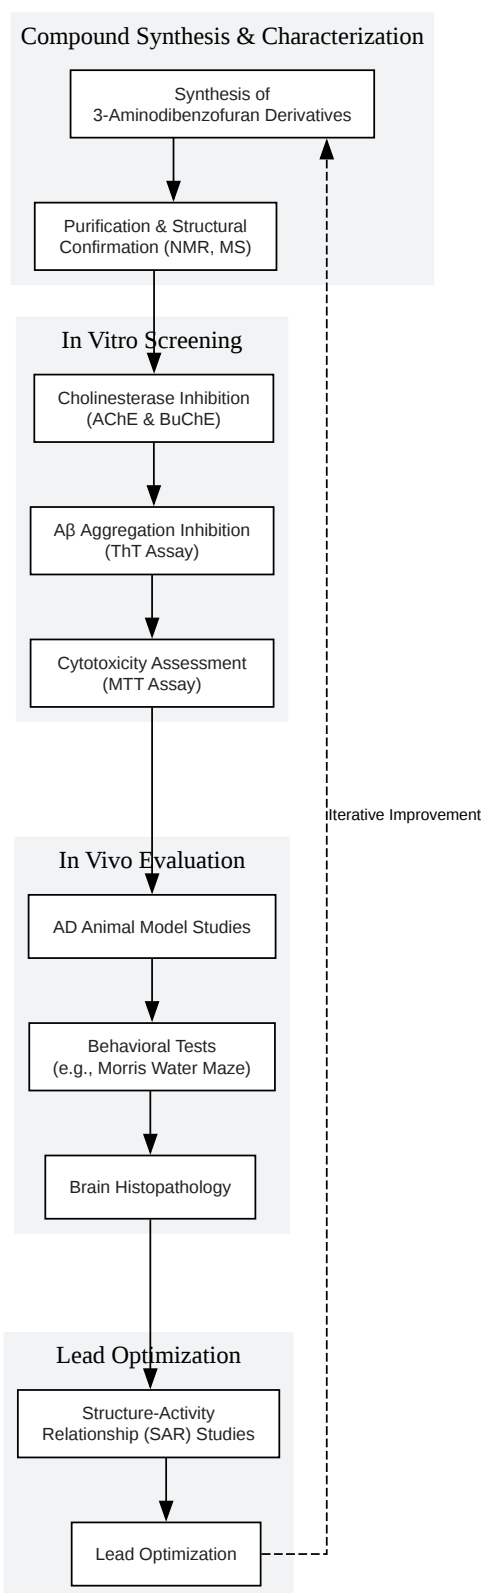 Compound Synthesis & Characterization
Synthesis of
3-Aminodibenzofuran Derivatives
Purification & Structural
Confirmation (NMR, MS)
In Vitro Screening
Cholinesterase Inhibition
(AChE & BuChE)
Aβ Aggregation Inhibition
(ThT Assay)
Cytotoxicity Assessment
(MTT Assay)
Iterative Improvement
In Vivo Evaluation
AD Animal Model Studies
Behavioral Tests
(e.g., Morris Water Maze)
Brain Histopathology
Lead Optimization
Structure-Activity
Relationship (SAR) Studies
Lead Optimization